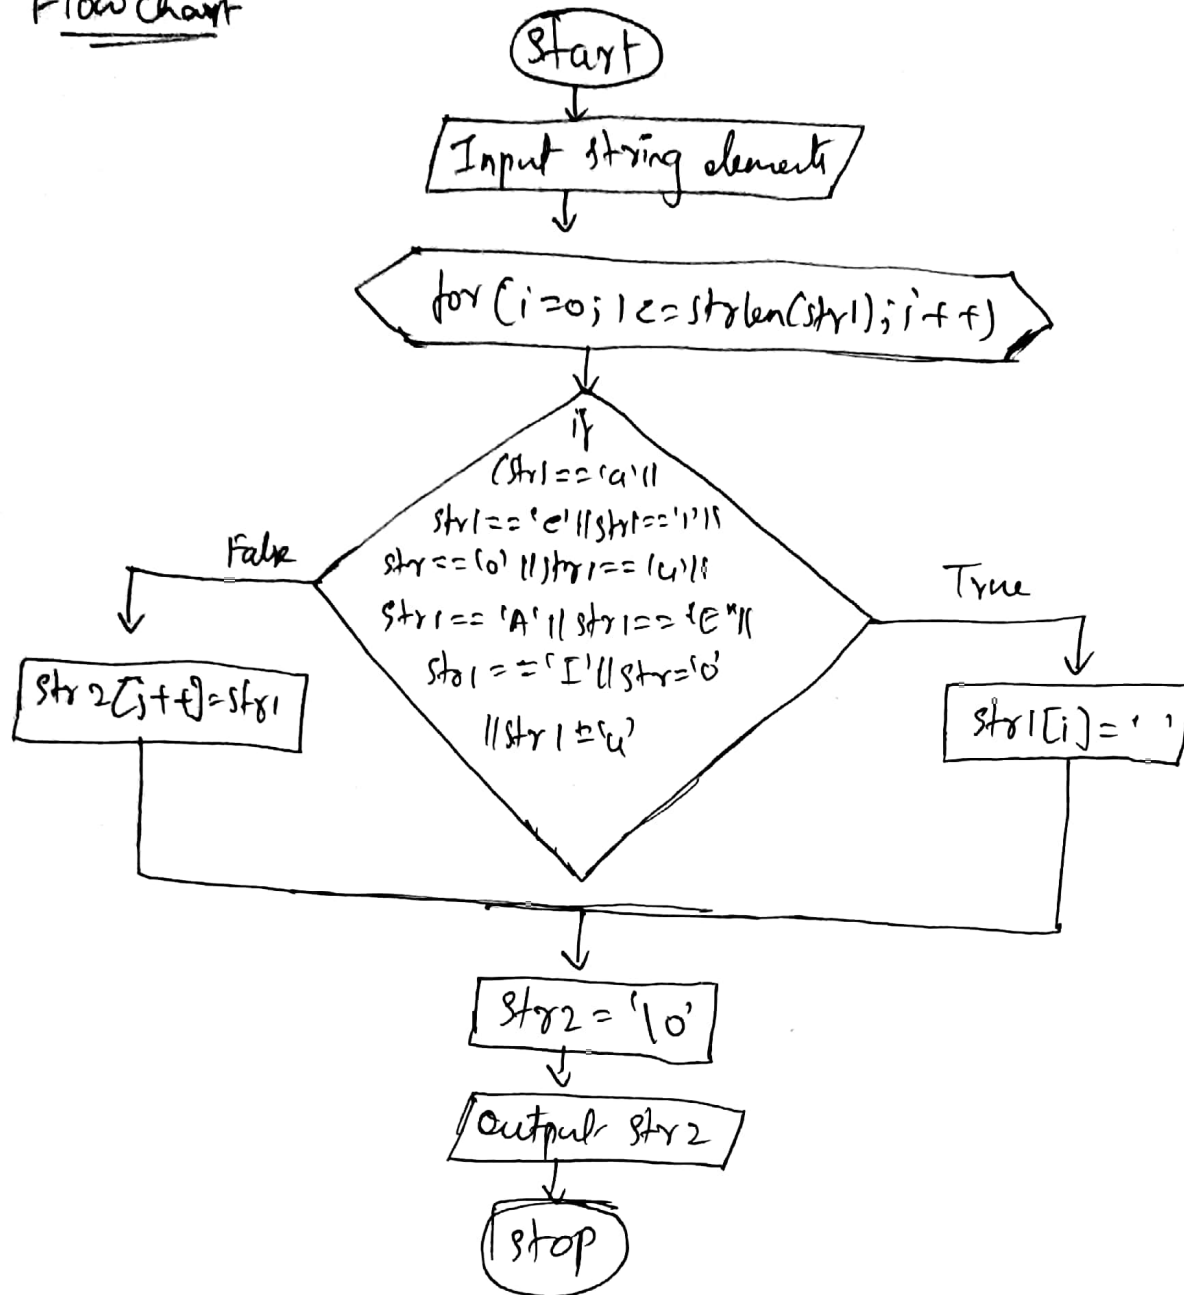 Flow chart
Start
Input string elements
for (i=0; i<=strlen(str1); i++)
if
(str1=='a'||
str1=='e'||str1=='i'||
str=='o'||str1=='u'||
str1=='A'||str1=='E"||
str1=='I'||str='o'
||str1='u'
False
True
str2[j++]=str1
str1[i]=' '
str2='\0'
output str2
stop